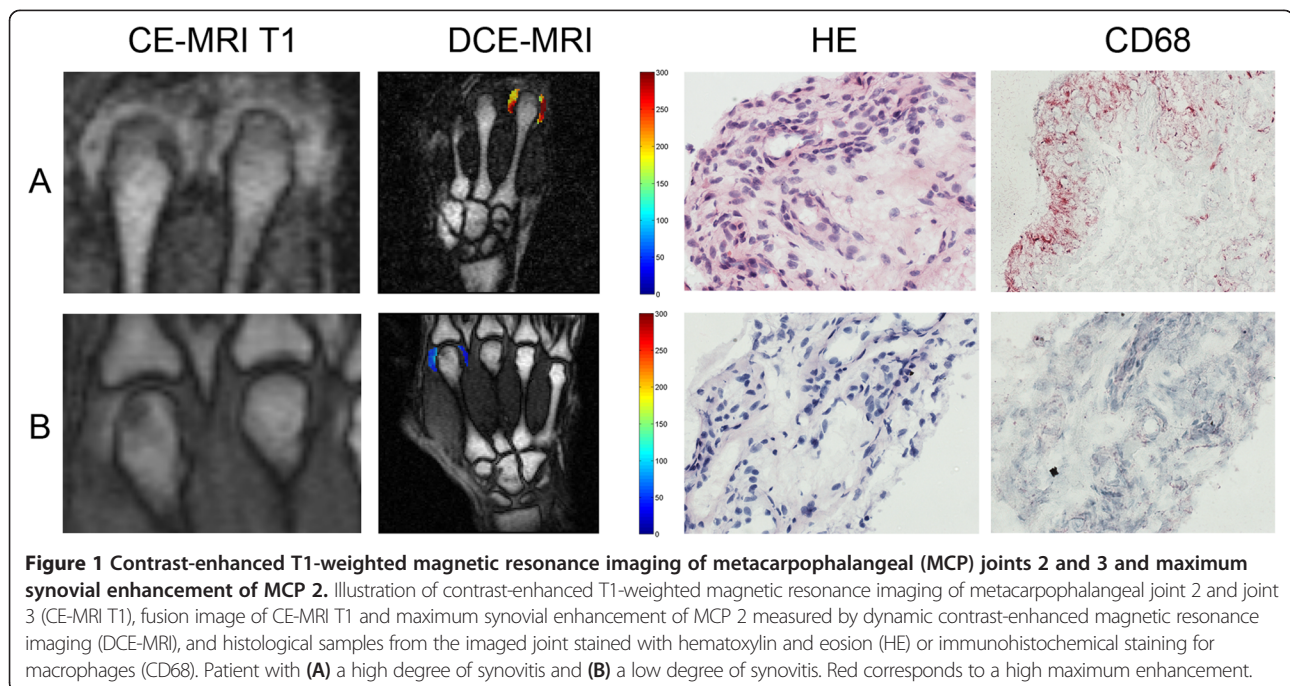 CE-MRI T1 DCE-MRI HE CD68
A
300
250
200
150
100
50
0
B
300
250
200
150
100
50
0
Figure 1 Contrast-enhanced T1-weighted magnetic resonance imaging of metacarpophalangeal (MCP) joints 2 and 3 and maximum
synovial enhancement of MCP 2. Illustration of contrast-enhanced T1-weighted magnetic resonance imaging of metacarpophalangeal joint 2 and joint
3 (CE-MRI T1), fusion image of CE-MRI T1 and maximum synovial enhancement of MCP 2 measured by dynamic contrast-enhanced magnetic resonance
imaging (DCE-MRI), and histological samples from the imaged joint stained with hematoxylin and eosion (HE) or immunohistochemical staining for
macrophages (CD68). Patient with (A) a high degree of synovitis and (B) a low degree of synovitis. Red corresponds to a high maximum enhancement.